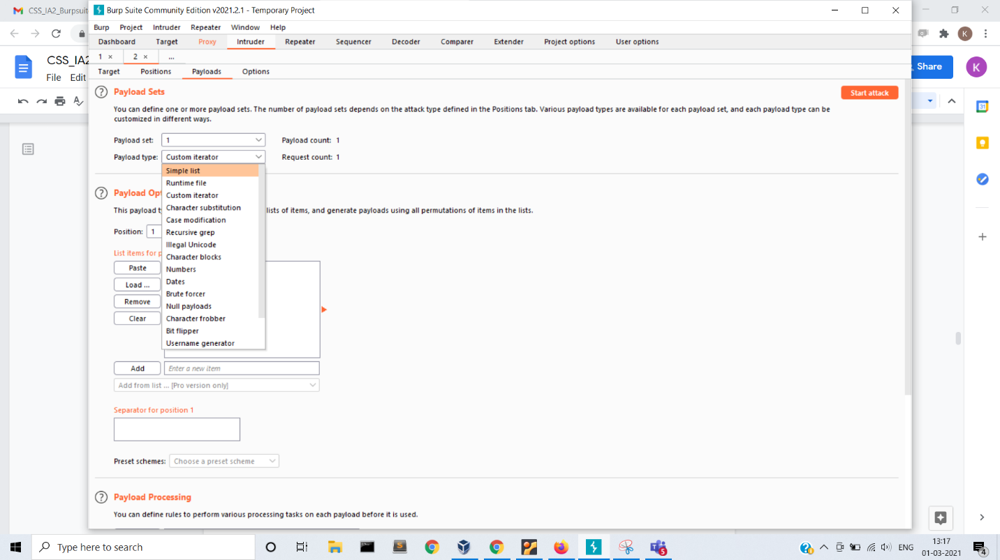 CSS_IA2_Burpsuit
Burp Suite Community Edition v2021.2.1 - Temporary Project
Burp Project Intruder Repeater Window Help
K
Dashboard Target Proxy Intruder Repeater Sequencer Decoder Comparer Extender Project options User options
1 × 2 × ...
CSS_IA2
Share
K
File Edit
Target Positions Payloads Options
? Payload Sets
Start attack
You can define one or more payload sets. The number of payload sets depends on the attack type defined in the Positions tab. Various payload types are available for each payload set, and each payload type can be
customized in different ways.
31
Payload set: 1 Payload count: 1
Payload type: Custom iterator Request count: 1
Simple list
Runtime file
Custom iterator
Character substitution
Case modification
Recursive grep
Illegal Unicode
Character blocks
Numbers
Dates
Brute forcer
Null payloads
Character frobber
Bit flipper
Username generator
? Payload Opt
This payload t lists of items, and generate payloads using all permutations of items in the lists.
Position: 1
List items for p
Paste
Load ...
Remove
Clear
Add Enter a new item
Add from list ... [Pro version only]
Separator for position 1
Preset schemes: Choose a preset scheme
? Payload Processing
You can define rules to perform various processing tasks on each payload before it is used.
Type here to search
5
ENG
13:17
01-03-2021
4